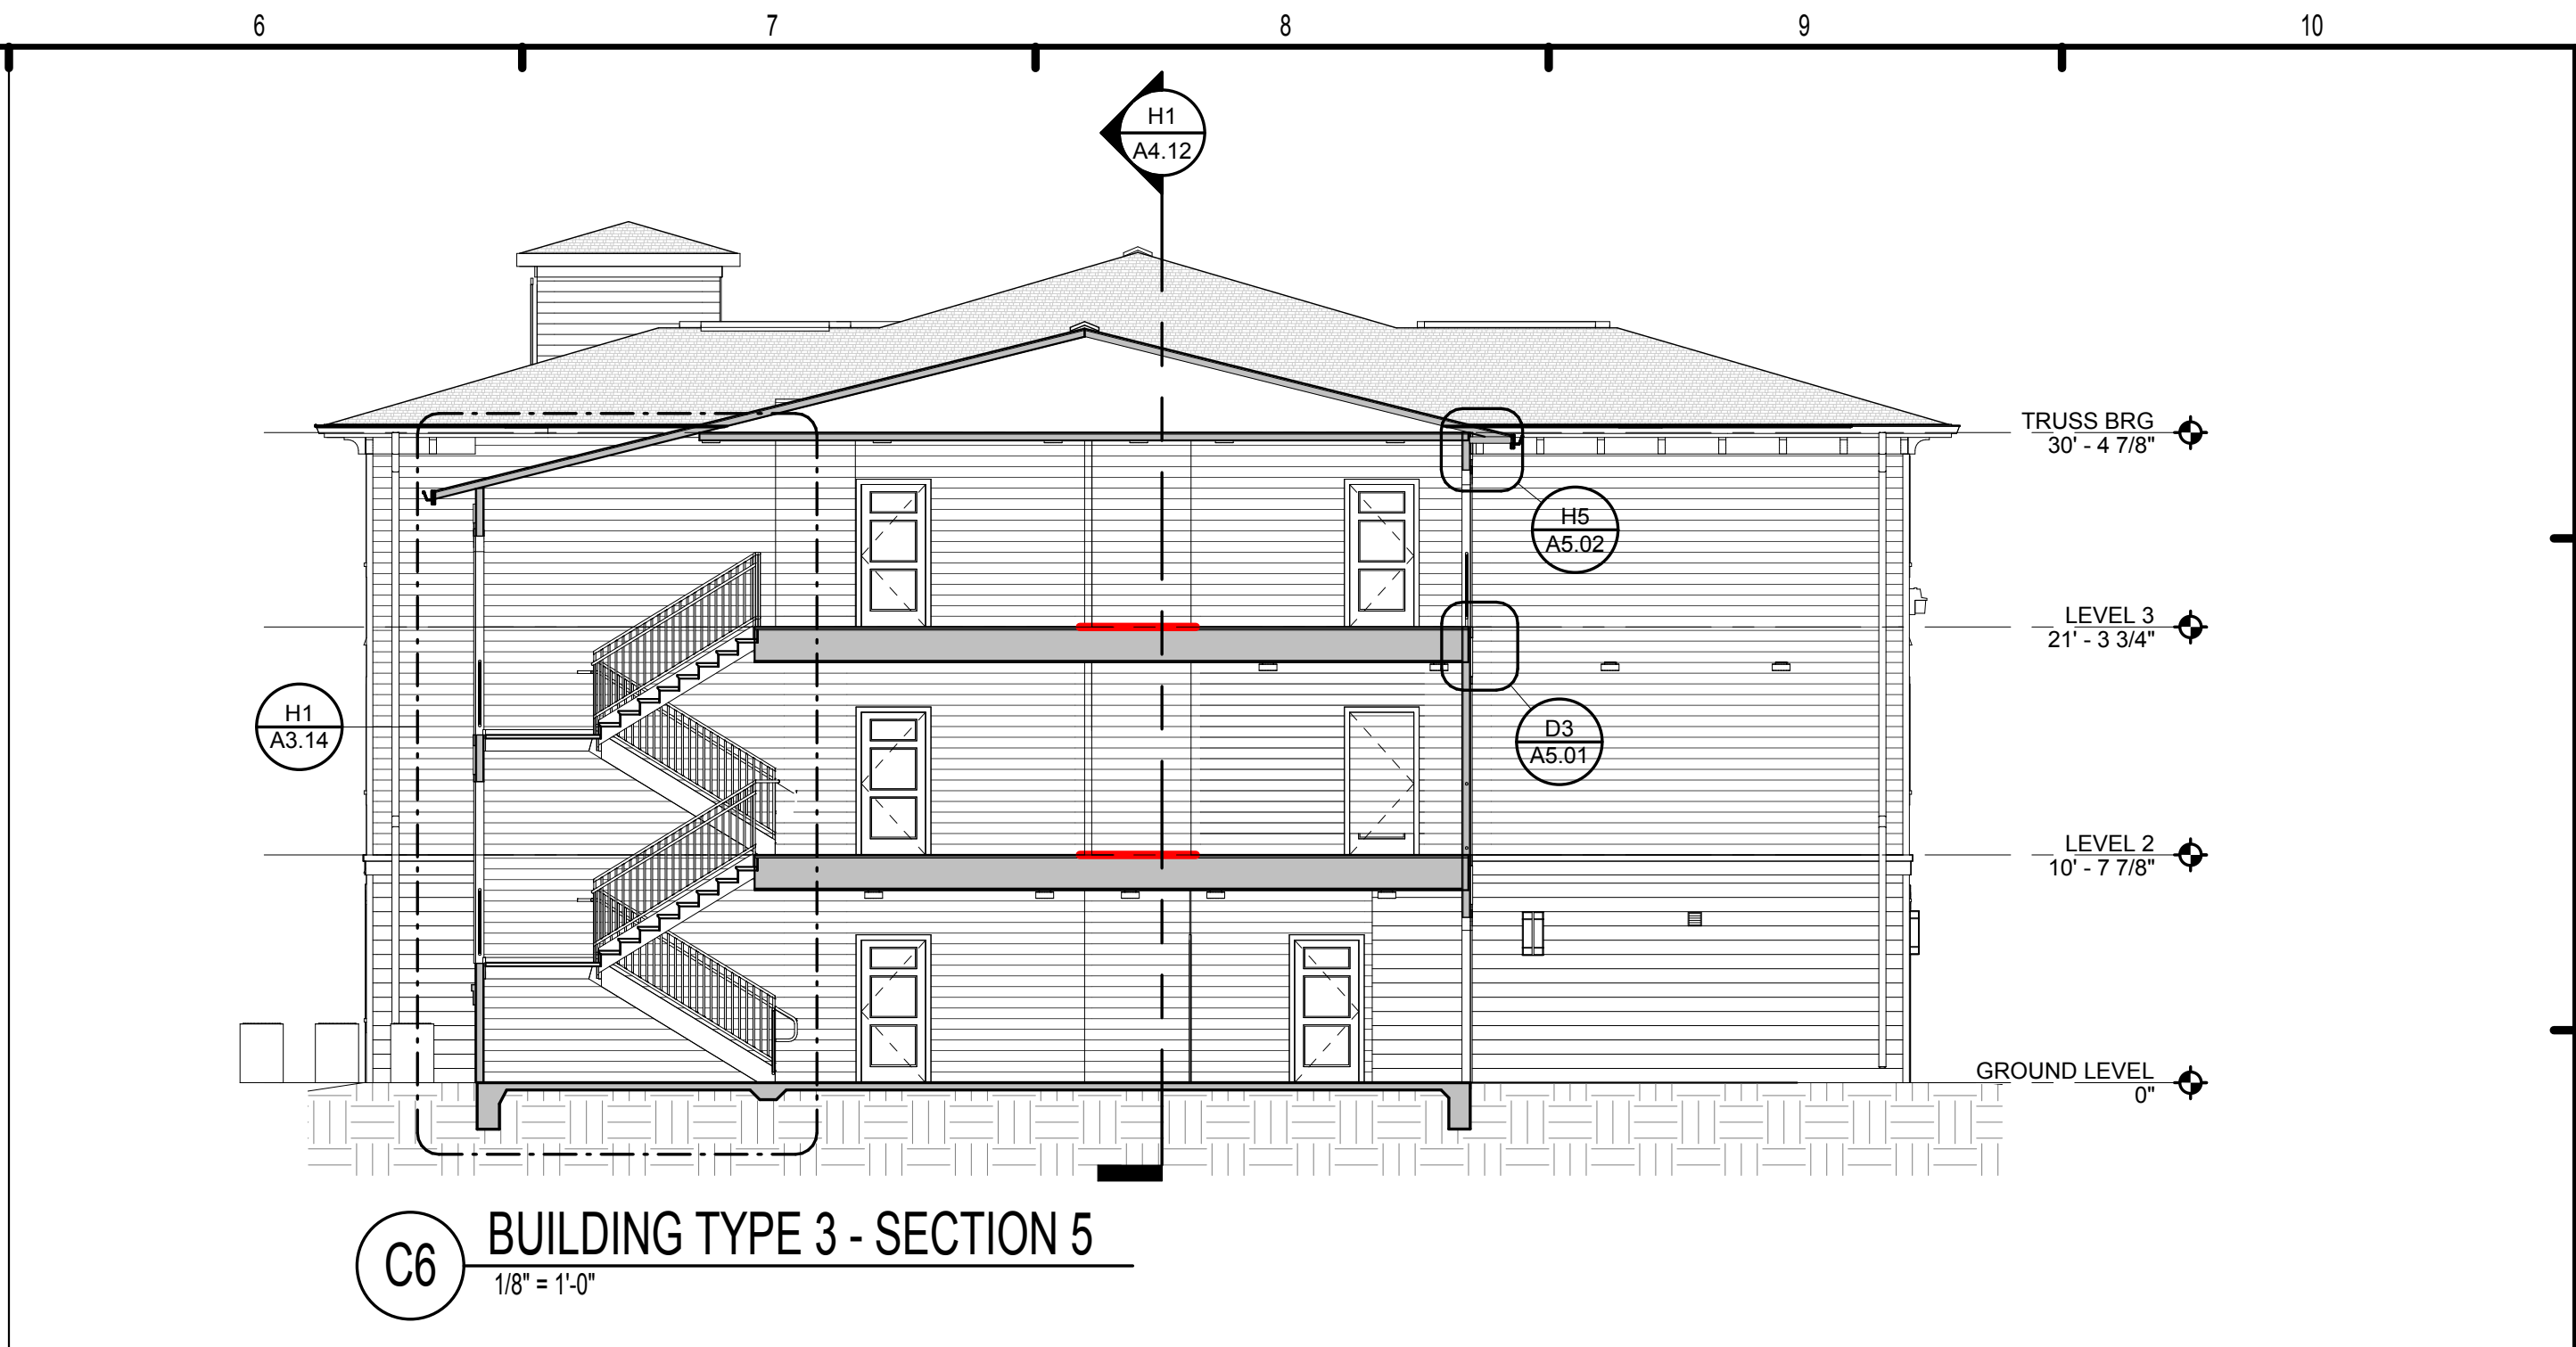 6 7 8 9 10
H1
A4.12
TRUSS BRG
30' - 4 7/8"
H5
A5.02
LEVEL 3
21' - 3 3/4"
H1
A3.14
D3
A5.01
LEVEL 2
10' - 7 7/8"
GROUND LEVEL
0"
C6
BUILDING TYPE 3 - SECTION 5
1/8" = 1'-0"